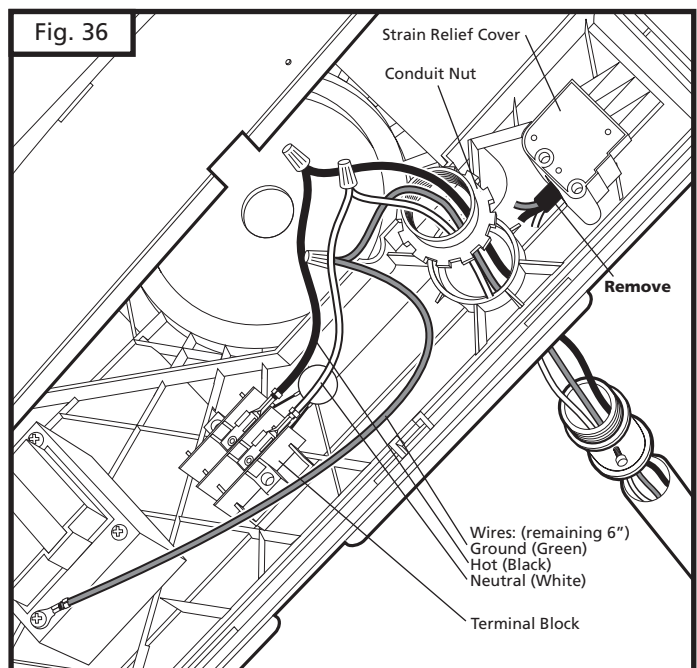 Fig. 36
Strain Relief Cover
Conduit Nut
Remove
Wires: (remaining 6”)
Ground (Green)
Hot (Black)
Neutral (White)
Terminal Block